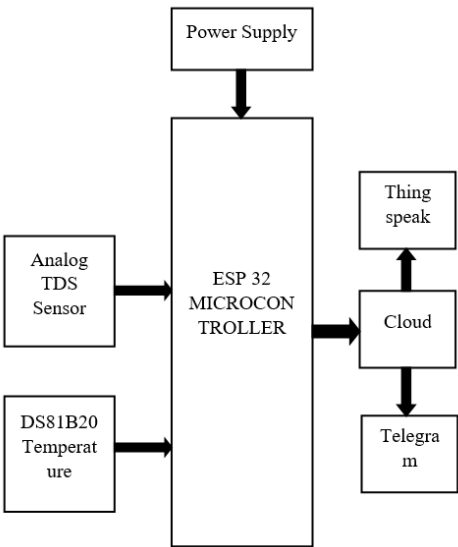 Power Supply
Thing
speak
Analog
TDS
Sensor
ESP 32
MICROCON
TROLLER
Cloud
DS81B20
Temperat
ure
Telegra
m